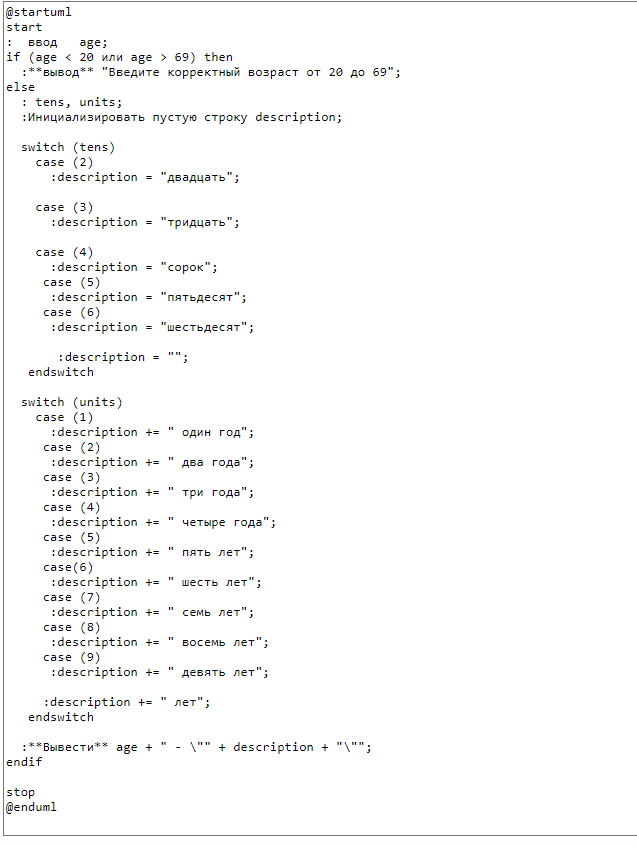 @startuml
start
:  ввод   age;
if (age < 20 или age > 69) then
  :**вывод** "Введите корректный возраст от 20 до 69";
else
  : tens, units;
  :Инициализировать пустую строку description;

  switch (tens)
    case (2)
      :description = "двадцать";

    case (3)
      :description = "тридцать";

    case (4)
      :description = "сорок";
     case (5)
      :description = "пятьдесят";
     case (6)
      :description = "шестьдесят";

       :description = "";
   endswitch

  switch (units)
    case (1)
      :description += " один год";
     case (2)
      :description += " два года";
     case (3)
      :description += " три года";
     case (4)
      :description += " четыре года";
     case (5)
      :description += " пять лет";
     case(6)
      :description += " шесть лет";
     case (7)
      :description += " семь лет";
     case (8)
      :description += " восемь лет";
     case (9)
      :description += " девять лет";

     :description += " лет";
   endswitch

  :**Вывести** age + " - \"" + description + "\"";
endif

stop
@enduml